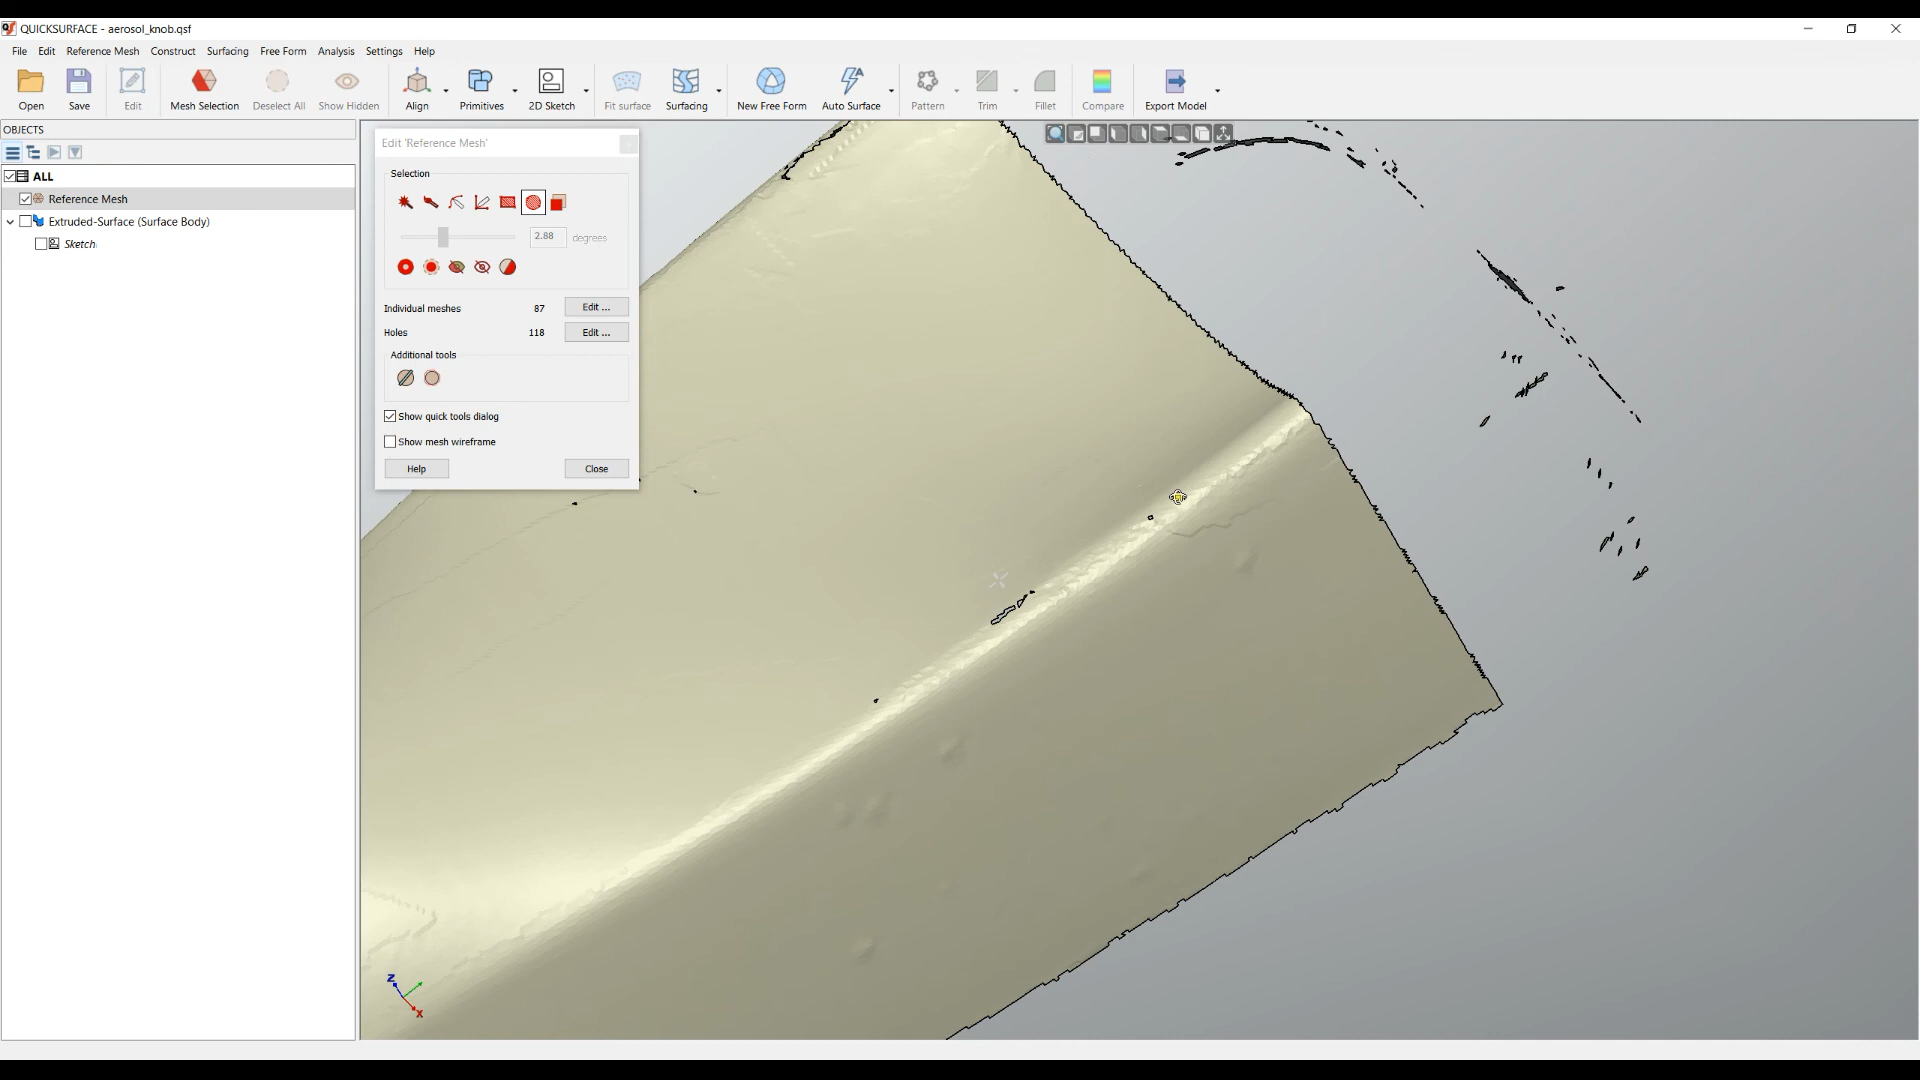 QUICKSURFACE - aerosol_knob.qsf
File Edit Reference Mesh Construct Surfacing Free Form Analysis Settings Help
Open Save Edit Mesh Selection Deselect All Show Hidden Align Primitives 2D Sketch Fit surface Surfacing New Free Form Auto Surface Pattern Trim Fillet Compare Export Model
OBJECTS
ALL
Reference Mesh
Extruded-Surface (Surface Body)
Sketch
Edit 'Reference Mesh'
Selection
2.88 degrees
Individual meshes 87 Edit ...
Holes 118 Edit ...
Additional tools
Show quick tools dialog
Show mesh wireframe
Help Close
Z
X